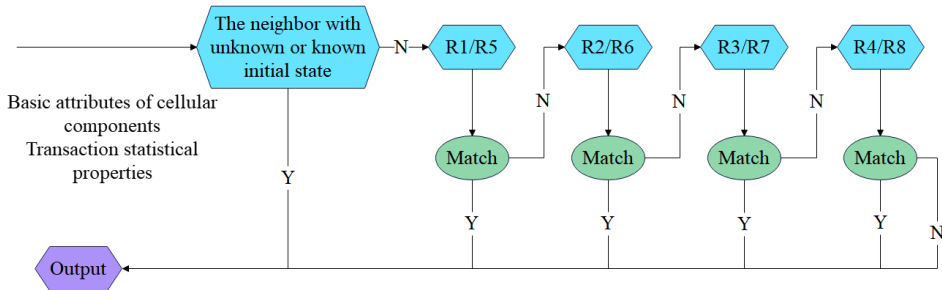 The neighbor with
unknown or known
initial state
N
R1/R5
R2/R6
R3/R7
R4/R8
Basic attributes of cellular
components
Transaction statistical
properties
N
N
N
Match
Match
Match
Match
Y
Y
Y
Y
Y
N
Output